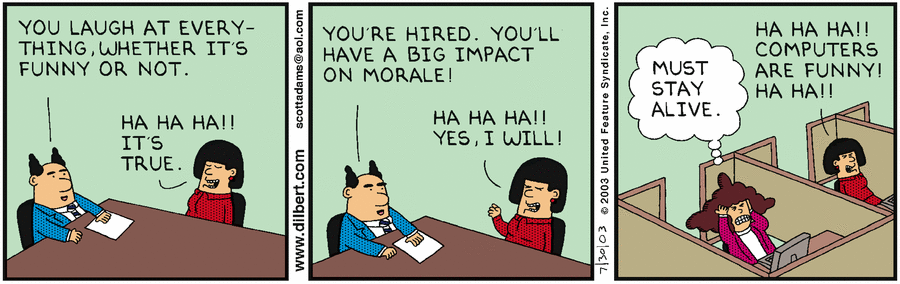 YOU LAUGH AT EVERY-
THING, WHETHER IT'S
FUNNY OR NOT.
HA HA HA!!
IT'S
TRUE.
www.dilbert.com
scottadams@aol.com
YOU'RE HIRED. YOU'LL
HAVE A BIG IMPACT
ON MORALE!
HA HA HA!!
YES, I WILL!
7/30/03 © 2003 United Feature Syndicate, Inc.
MUST
STAY
ALIVE.
HA HA HA!!
COMPUTERS
ARE FUNNY!
HA HA!!